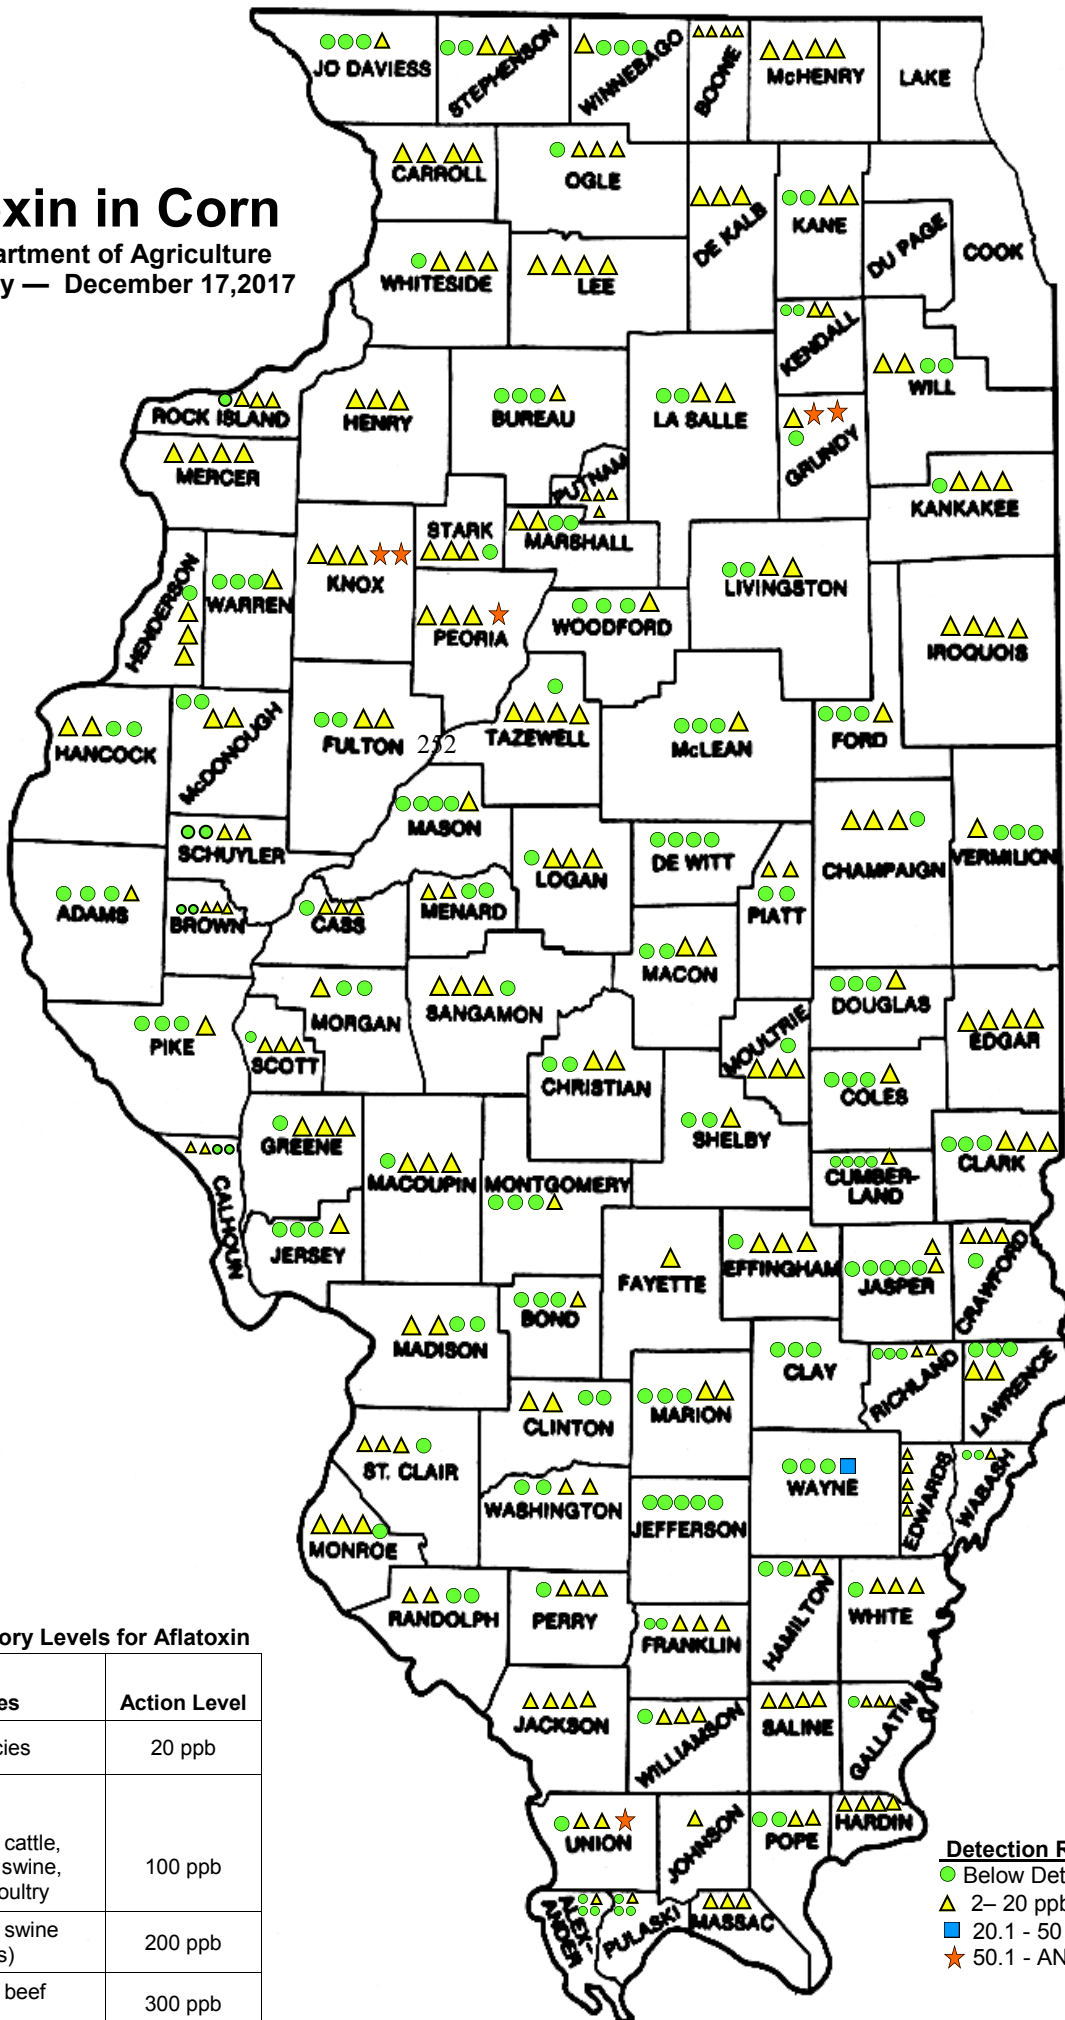 JO DAVIESS
STEPHENSON
WINNEBAGO
BOONE
McHENRY
LAKE
CARROLL
OGLE
DE KALB
KANE
DU PAGE
COOK
xin in Corn
artment of Agriculture
y — December 17,2017
WHITESIDE
LEE
KENDALL
WILL
ROCK ISLAND
HENRY
BUREAU
LA SALLE
GRUNDY
MERCER
PUTNAM
KANKAKEE
STARK
MARSHALL
KNOX
LIVINGSTON
HENDERSON
WARREN
PEORIA
WOODFORD
IROQUOIS
HANCOCK
McDONOUGH
FULTON
252
TAZEWELL
McLEAN
FORD
MASON
SCHUYLER
LOGAN
DE WITT
CHAMPAIGN
VERMILION
ADAMS
BROWN
CASS
MENARD
PIATT
MACON
MORGAN
SANGAMON
DOUGLAS
PIKE
SCOTT
CHRISTIAN
MOULTRIE
EDGAR
COLES
GREENE
SHELBY
CLARK
MACOUPIN
MONTGOMERY
CUMBER-
LAND
CALHOUN
JERSEY
FAYETTE
EFFINGHAM
JASPER
CRAWFORD
BOND
MADISON
CLAY
RICHLAND
LAWRENCE
CLINTON
MARION
ST. CLAIR
WAYNE
EDWARDS
WABASH
WASHINGTON
JEFFERSON
MONROE
RANDOLPH
PERRY
FRANKLIN
HAMILTON
WHITE
JACKSON
WILLIAMSON
SALINE
GALLATIN
UNION
JOHNSON
POPE
HARDIN
ALEX-
ANDER
PULASKI
MASSAC
ory Levels for Aflatoxin
es
Action Level
cies
20 ppb
cattle,
swine,
oultry
100 ppb
swine
s)
200 ppb
beef
300 ppb
Detection R
Below Det
2– 20 ppb
20.1 - 50
50.1 - AN